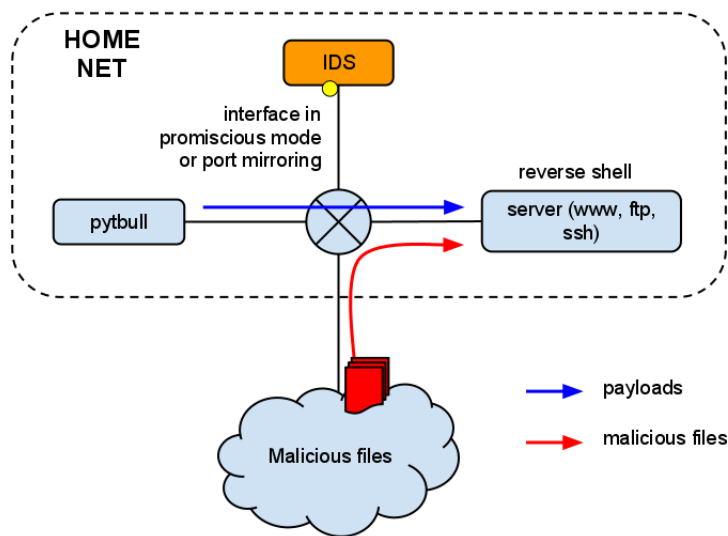 HOME
NET
IDS
interface in
promiscious mode
or port mirroring
reverse shell
pytbull
server (www, ftp,
ssh)
Malicious files
payloads
malicious files